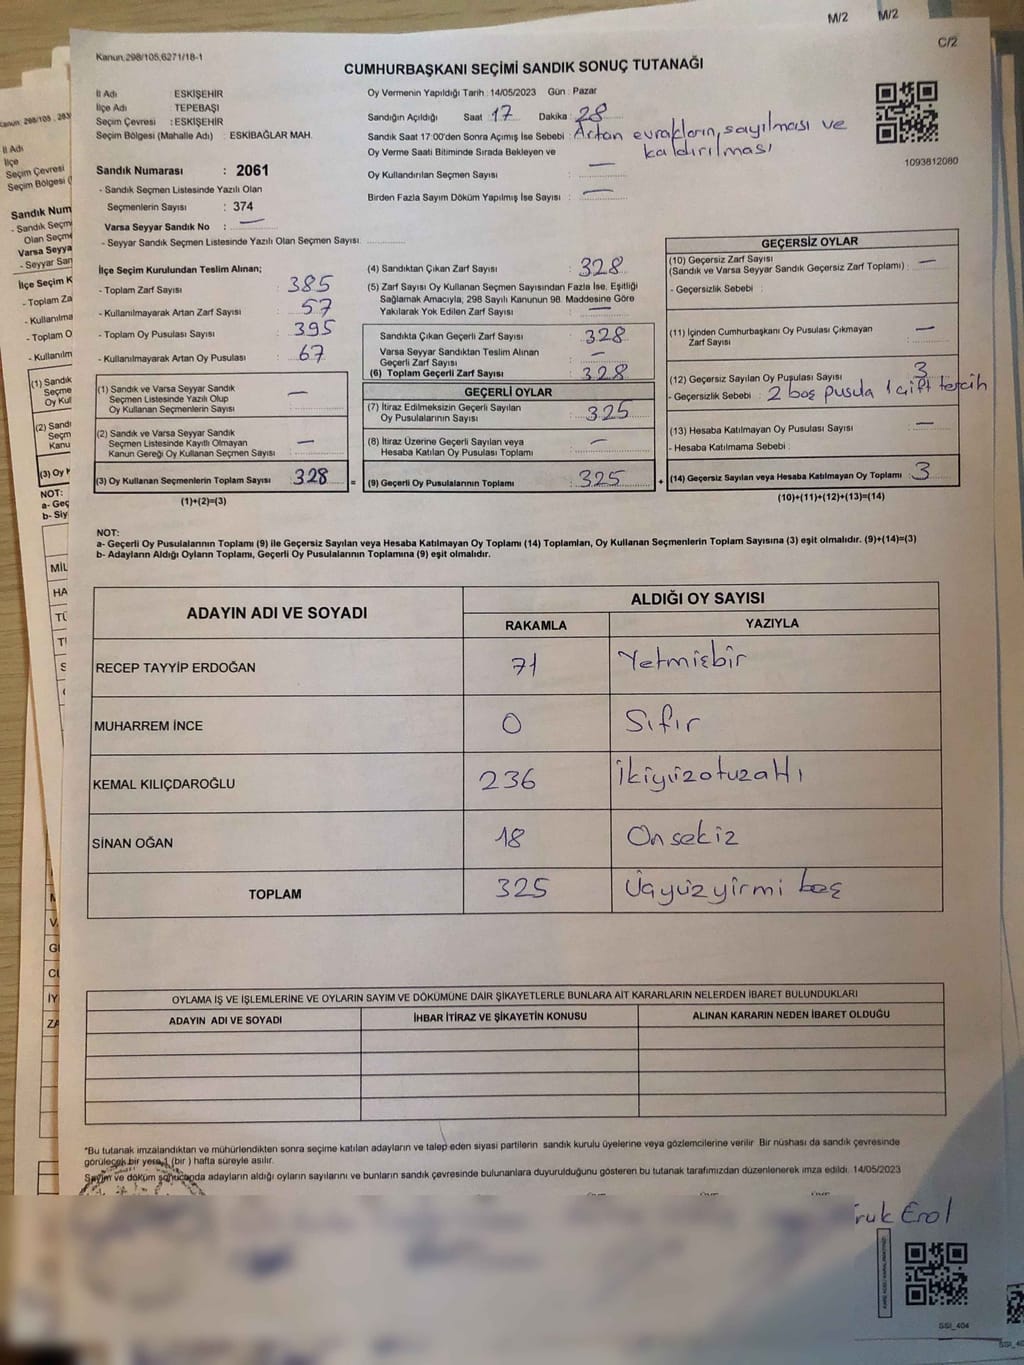 M/2 M/2
C/2
Kanun.298/105,6271/18-1
CUMHURBAŞKANI SEÇİMİ SANDIK SONUÇ TUTANAĞI
İl Adı : ESKİŞEHİR
İlçe Adı : TEPEBAŞI
Seçim Çevresi : ESKİŞEHİR
Seçim Bölgesi (Mahalle Adı) : ESKİBAĞLAR MAH.
Sandık Numarası : 2061
- Sandık Seçmen Listesinde Yazılı Olan
Seçmenlerin Sayısı : 374
Varsa Seyyar Sandık No : —
- Seyyar Sandık Seçmen Listesinde Yazılı Olan Seçmen Sayısı:
Oy Vermenin Yapıldığı Tarih : 14/05/2023 Gün : Pazar
Sandığın Açıldığı Saat : 17 Dakika : 28
Sandık Saat 17:00'den Sonra Açımış İse Sebebi : Artan evrakların, sayılması ve
kaldırılması
Oy Verme Saati Bitiminde Sırada Bekleyen ve
Oy Kullandırılan Seçmen Sayısı : —
Birden Fazla Sayım Döküm Yapılmış İse Sayısı : —
1093812080
İlçe Seçim Kurulundan Teslim Alınan;
- Toplam Zarf Sayısı : 385
- Kullanılmayarak Artan Zarf Sayısı : 57
- Toplam Oy Pusulası Sayısı : 395
- Kullanılmayarak Artan Oy Pusulası : 67
(1) Sandık ve Varsa Seyyar Sandık
Seçmen Listesinde Yazılı Olup
Oy Kullanan Seçmenlerin Sayısı : —
(2) Sandık ve Varsa Seyyar Sandık
Seçmen Listesinde Kayıtlı Olmayan
Kanun Gereği Oy Kullanan Seçmen Sayısı : —
(3) Oy Kullanan Seçmenlerin Toplam Sayısı : 328 =
(1)+(2)=(3)
(4) Sandıktan Çıkan Zarf Sayısı : 328
(5) Zarf Sayısı Oy Kullanan Seçmen Sayısından Fazla İse, Eşitliği
Sağlamak Amacıyla, 298 Sayılı Kanunun 98. Maddesine Göre
Yakılarak Yok Edilen Zarf Sayısı : —
Sandıkta Çıkan Geçerli Zarf Sayısı : 328
Varsa Seyyar Sandıktan Teslim Alınan
Geçerli Zarf Sayısı : —
(6) Toplam Geçerli Zarf Sayısı : 328
GEÇERLİ OYLAR
(7) İtiraz Edilmeksizin Geçerli Sayılan
Oy Pusulalarının Sayısı : 325
(8) İtiraz Üzerine Geçerli Sayılan veya
Hesaba Katılan Oy Pusulası Toplamı : —
(9) Geçerli Oy Pusulalarının Toplamı : 325 +
GEÇERSİZ OYLAR
(10) Geçersiz Zarf Sayısı : —
(Sandık ve Varsa Seyyar Sandık Geçersiz Zarf Toplamı)
- Geçersizlik Sebebi :
(11) İçinden Cumhurbaşkanı Oy Pusulası Çıkmayan
Zarf Sayısı : —
(12) Geçersiz Sayılan Oy Pusulası Sayısı : 3
- Geçersizlik Sebebi : 2 boş pusula 1 çift tercih
(13) Hesaba Katılmayan Oy Pusulası Sayısı : —
- Hesaba Katılmama Sebebi :
(14) Geçersiz Sayılan veya Hesaba Katılmayan Oy Toplamı : 3
(10)+(11)+(12)+(13)=(14)
NOT:
a- Geçerli Oy Pusulalarının Toplamı (9) ile Geçersiz Sayılan veya Hesaba Katılmayan Oy Toplamı (14) Toplamları, Oy Kullanan Seçmenlerin Toplam Sayısına (3) eşit olmalıdır. (9)+(14)=(3)
b- Adayların Aldığı Oyların Toplamı, Geçerli Oy Pusulalarının Toplamına (9) eşit olmalıdır.
ADAYIN ADI VE SOYADI ALDIĞI OY SAYISI
RAKAMLA YAZIYLA
RECEP TAYYİP ERDOĞAN 71 Yetmişbir
MUHARREM İNCE 0 Sıfır
KEMAL KILIÇDAROĞLU 236 İkiyüzotuzaltı
SİNAN OĞAN 18 Onsekiz
TOPLAM 325 Üçyüzyirmi beş
OYLAMA İŞ VE İŞLEMLERİNE VE OYLARIN SAYIM VE DÖKÜMÜNE DAİR ŞİKAYETLERLE BUNLARA AİT KARARLARIN NELERDEN İBARET BULUNDUKLARI
ADAYIN ADI VE SOYADI İHBAR İTİRAZ VE ŞİKAYETİN KONUSU ALINAN KARARIN NEDEN İBARET OLDUĞU
*Bu tutanak imzalandıktan ve mühürlendikten sonra seçime katılan adayların ve talep eden siyasi partilerin sandık kurulu üyelerine veya gözlemcilerine verilir Bir nüshası da sandık çevresinde
görülecek bir yere 1 (bir ) hafta süreyle asılır.
Sayım ve döküm sonucunda adayların aldığı oyların sayılarını ve bunların sandık çevresinde bulunanlara duyurulduğunu gösteren bu tutanak tarafımızdan düzenlenerek imza edildi. 14/05/2023
ruk Erol
SSİ_404